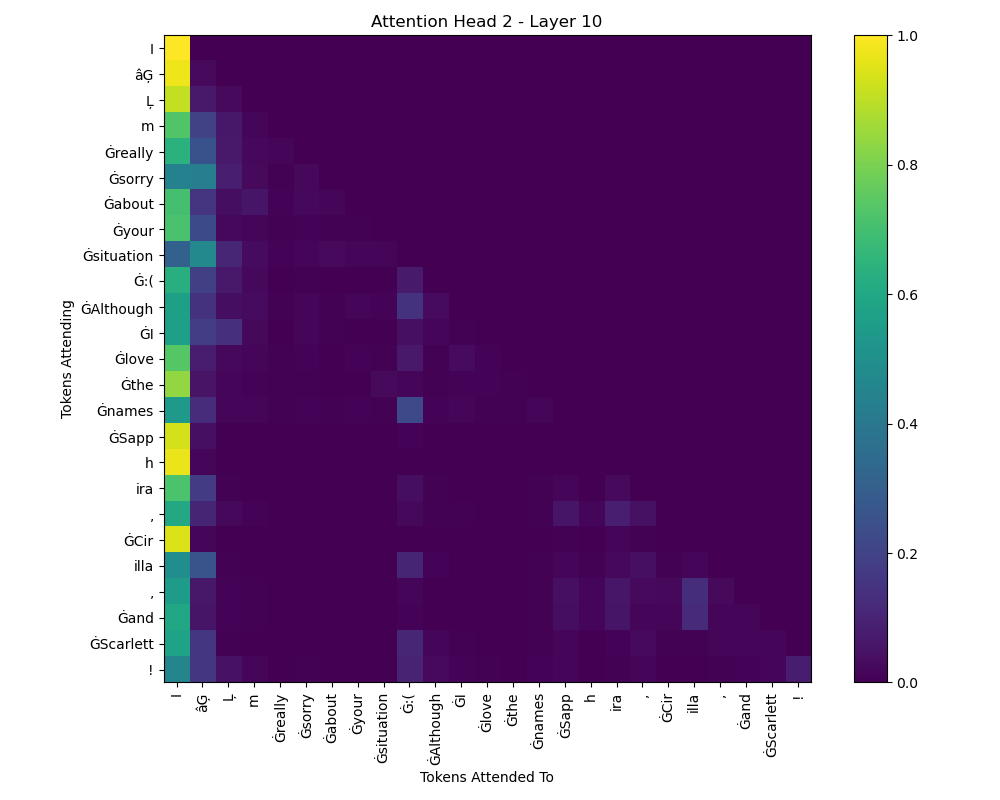 Attention Head 2 - Layer 10
Tokens Attending
I
âĢ
Ļ
m
Ġreally
Ġsorry
Ġabout
Ġyour
Ġsituation
Ġ:(
ĠAlthough
ĠI
Ġlove
Ġthe
Ġnames
ĠSapp
h
ira
,
ĠCir
illa
,
Ġand
ĠScarlett
!
I
âĢ
Ļ
m
Ġreally
Ġsorry
Ġabout
Ġyour
Ġsituation
Ġ:(
ĠAlthough
ĠI
Ġlove
Ġthe
Ġnames
ĠSapp
h
ira
,
ĠCir
illa
,
Ġand
ĠScarlett
!
Tokens Attended To
1.0
0.8
0.6
0.4
0.2
0.0